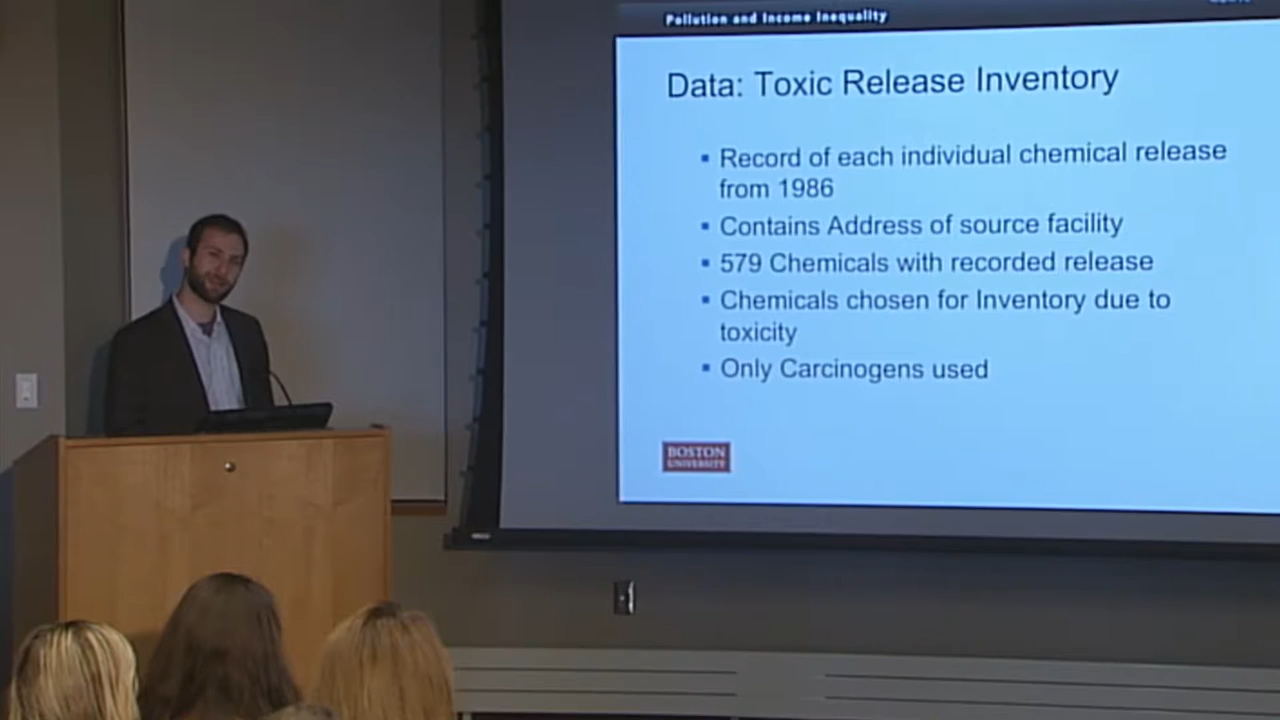 Pollution and Income Inequality
Data: Toxic Release Inventory
▪ Record of each individual chemical release
from 1986
▪ Contains Address of source facility
▪ 579 Chemicals with recorded release
▪ Chemicals chosen for Inventory due to
toxicity
▪ Only Carcinogens used
BOSTON
UNIVERSITY